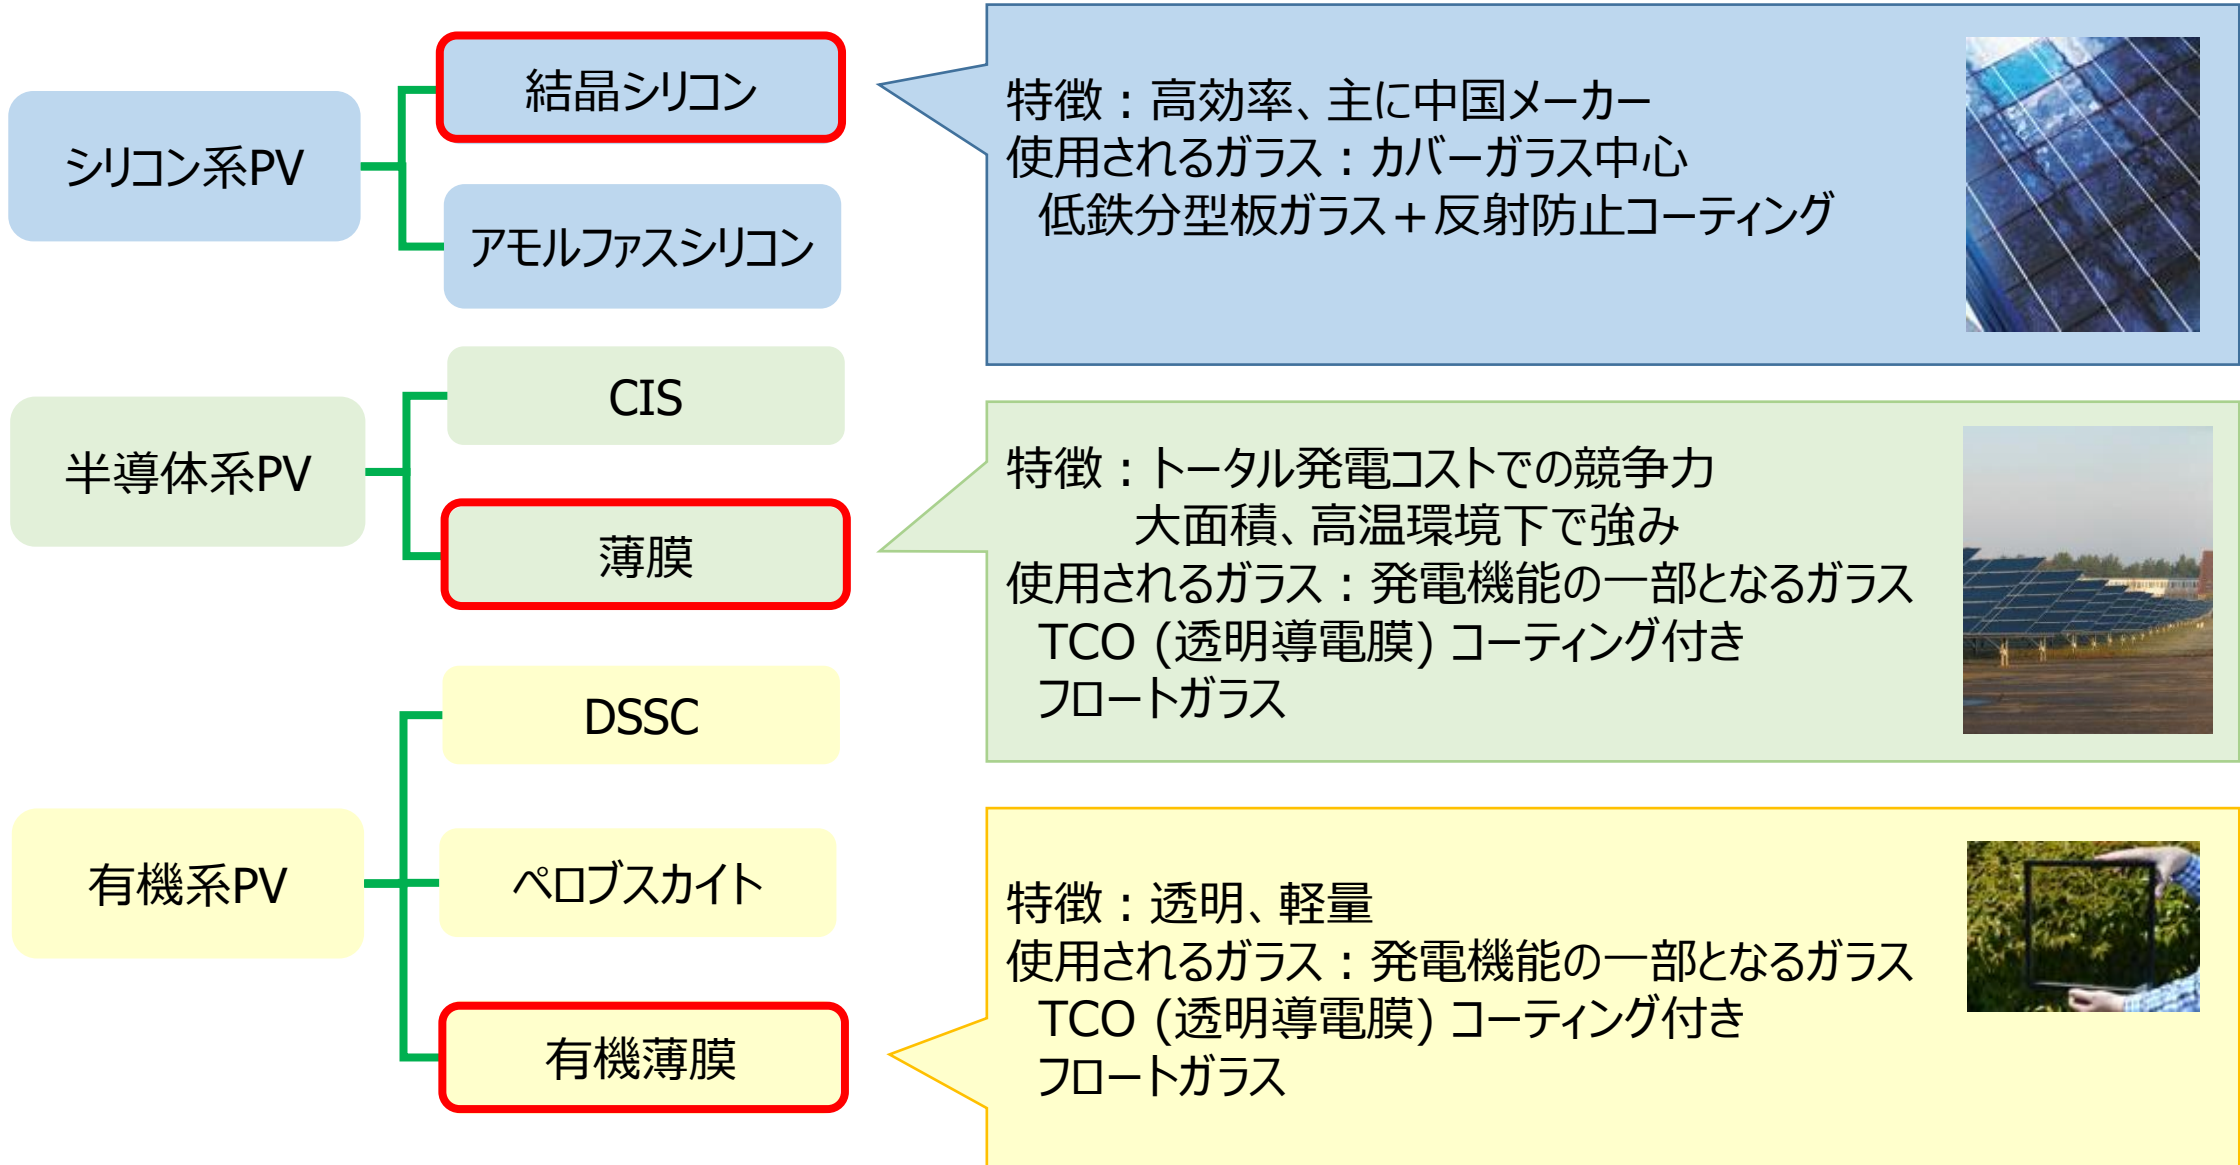 シリコン系PV
結晶シリコン
アモルファスシリコン
特徴：高効率、主に中国メーカー
使用されるガラス：カバーガラス中心
低鉄分型板ガラス＋反射防止コーティング
半導体系PV
CIS
薄膜
特徴：トータル発電コストでの競争力
大面積、高温環境下で強み
使用されるガラス：発電機能の一部となるガラス
TCO (透明導電膜) コーティング付き
フロートガラス
有機系PV
DSSC
ペロブスカイト
有機薄膜
特徴：透明、軽量
使用されるガラス：発電機能の一部となるガラス
TCO (透明導電膜) コーティング付き
フロートガラス